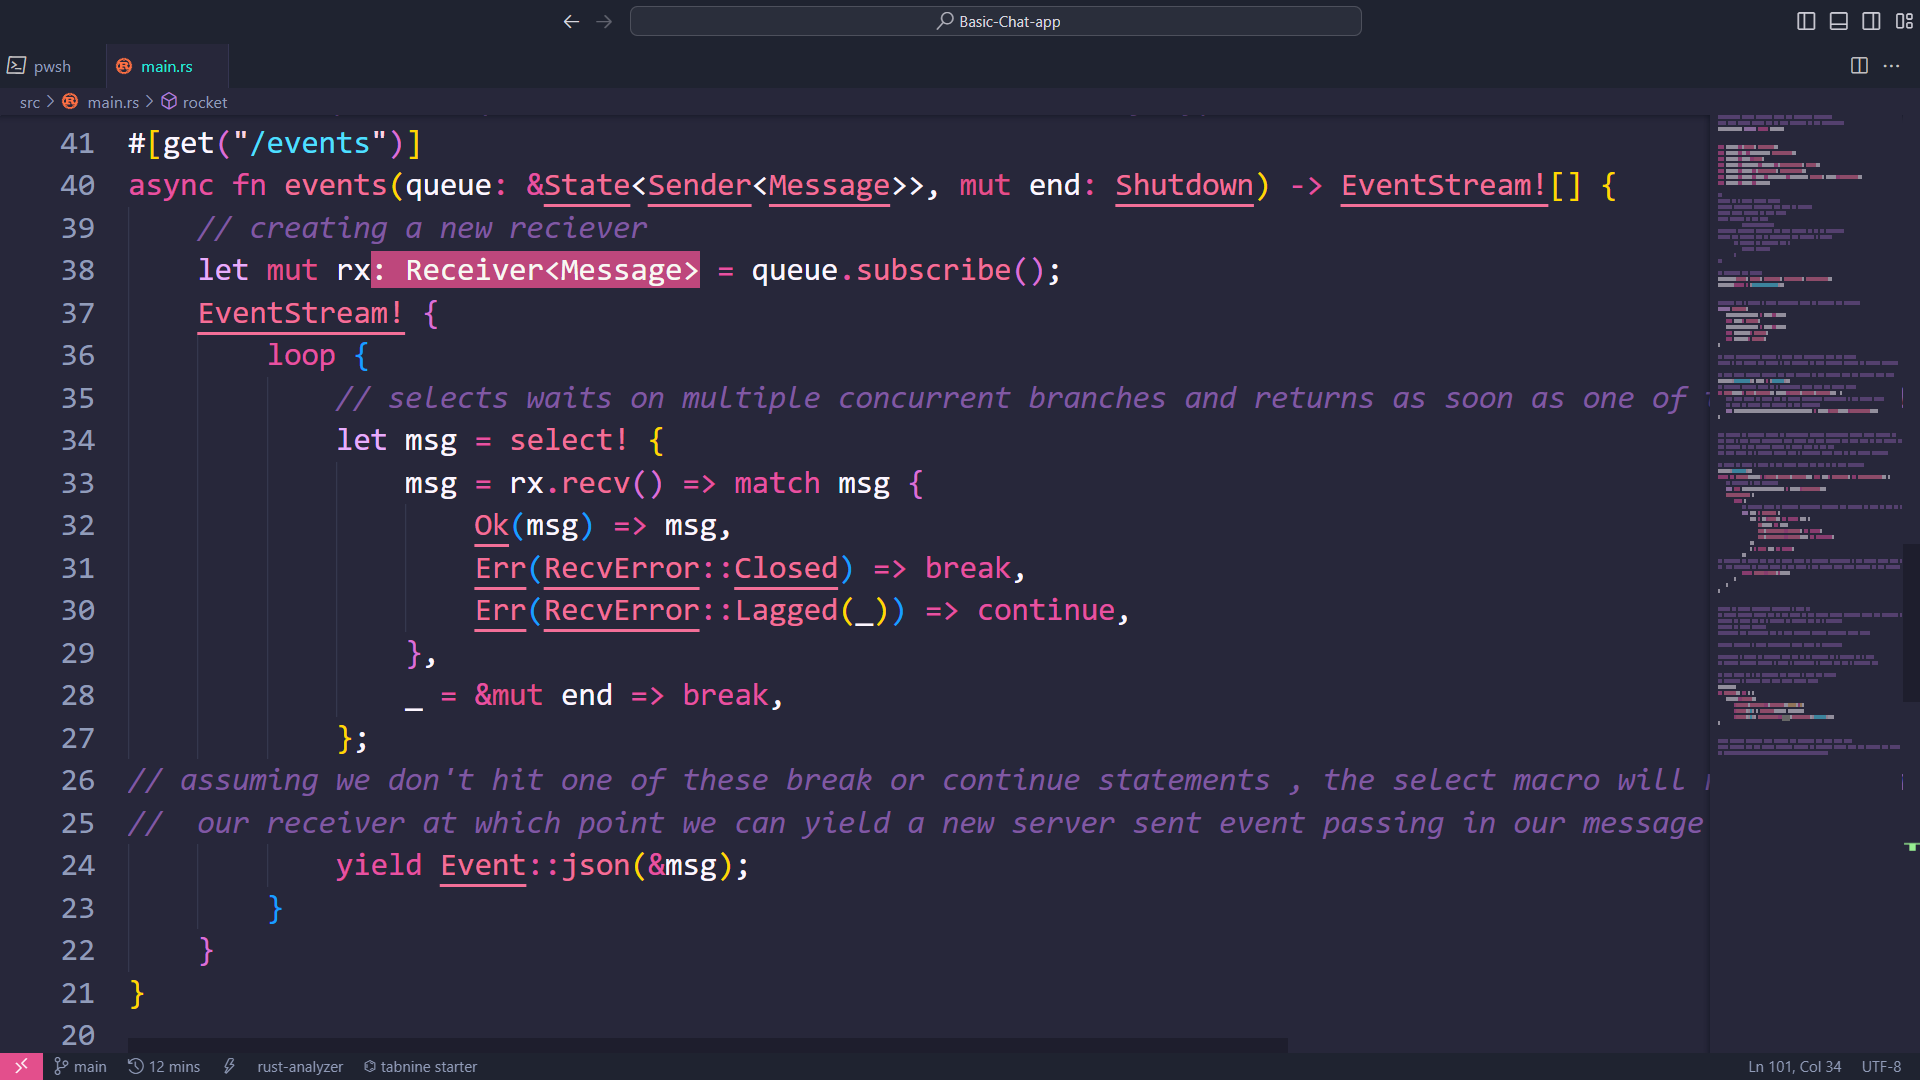 Basic-Chat-app
pwsh
main.rs
src > main.rs > rocket
41 #[get("/events")]
40 async fn events(queue: &State<Sender<Message>>, mut end: Shutdown) -> EventStream![] {
39 // creating a new reciever
38 let mut rx: Receiver<Message> = queue.subscribe();
37 EventStream! {
36 loop {
35 // selects waits on multiple concurrent branches and returns as soon as one of
34 let msg = select! {
33 msg = rx.recv() => match msg {
32 Ok(msg) => msg,
31 Err(RecvError::Closed) => break,
30 Err(RecvError::Lagged(_)) => continue,
29 },
28 _ = &mut end => break,
27 };
26 // assuming we don't hit one of these break or continue statements , the select macro will
25 //  our receiver at which point we can yield a new server sent event passing in our message
24 yield Event::json(&msg);
23 }
22 }
21 }
20
main 12 mins rust-analyzer tabnine starter Ln 101, Col 34 UTF-8